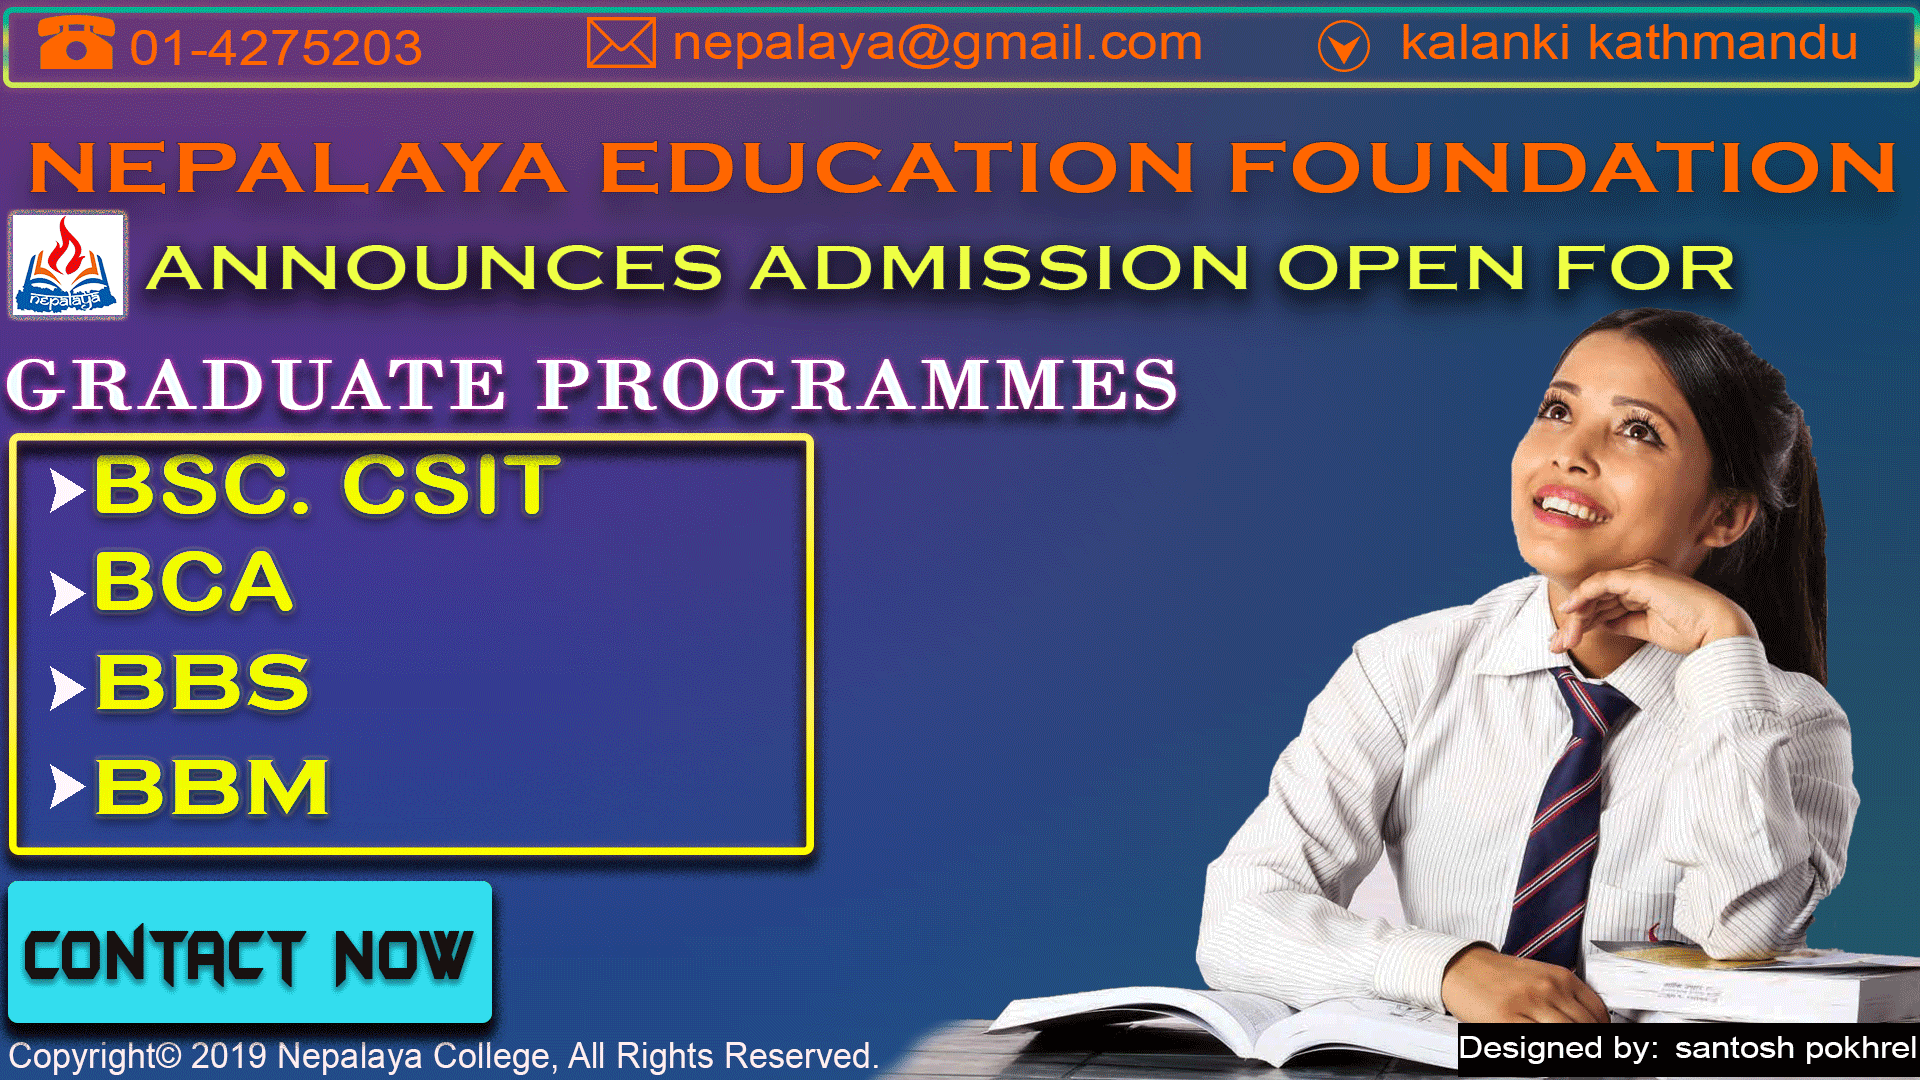 01-4275203 nepalaya@gmail.com kalanki kathmandu
NEPALAYA EDUCATION FOUNDATION
nepalaya
ANNOUNCES ADMISSION OPEN FOR
GRADUATE PROGRAMMES
BSC. CSIT
BCA
BBS
BBM
CONTACT NOW
Copyright© 2019 Nepalaya College, All Rights Reserved.
Designed by: santosh pokhrel